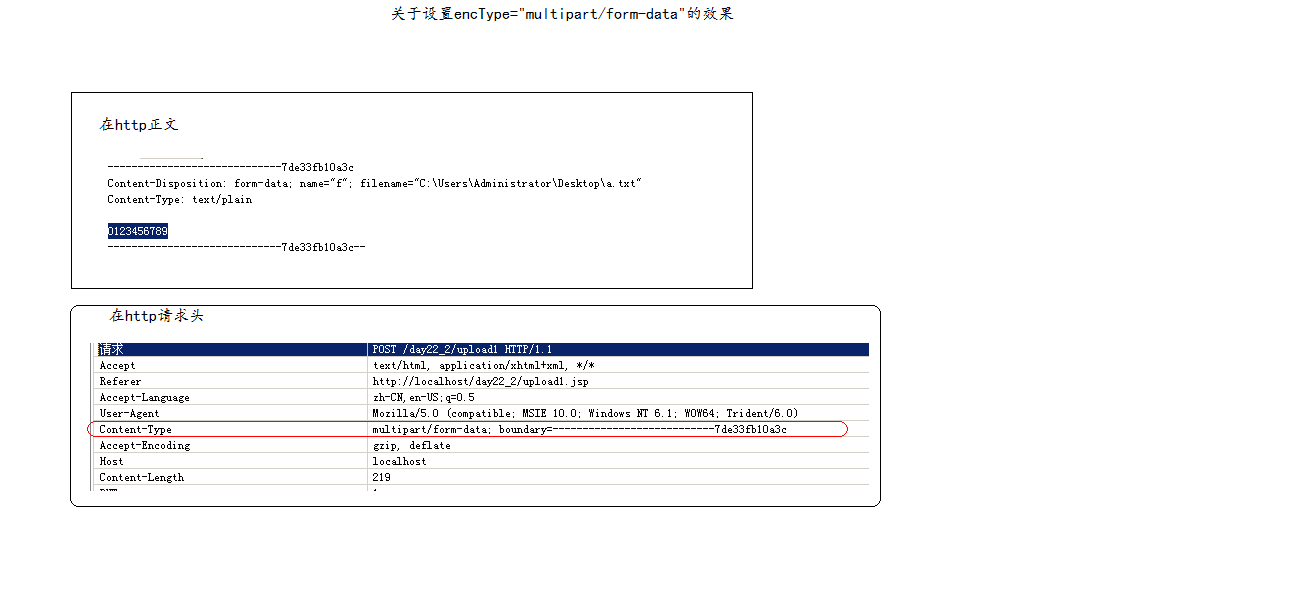 关于设置encType="multipart/form-data"的效果
在http正文
-----------------------------7de33fb10a3c
Content-Disposition: form-data; name="f"; filename="C:\Users\Administrator\Desktop\a.txt"
Content-Type: text/plain
0123456789
-----------------------------7de33fb10a3c--
在http请求头
请求 POST /day22_2/upload1 HTTP/1.1
Accept text/html, application/xhtml+xml, */*
Referer http://localhost/day22_2/upload1.jsp
Accept-Language zh-CN,en-US;q=0.5
User-Agent Mozilla/5.0 (compatible; MSIE 10.0; Windows NT 6.1; WOW64; Trident/6.0)
Content-Type multipart/form-data; boundary=---------------------------7de33fb10a3c
Accept-Encoding gzip, deflate
Host localhost
Content-Length 219